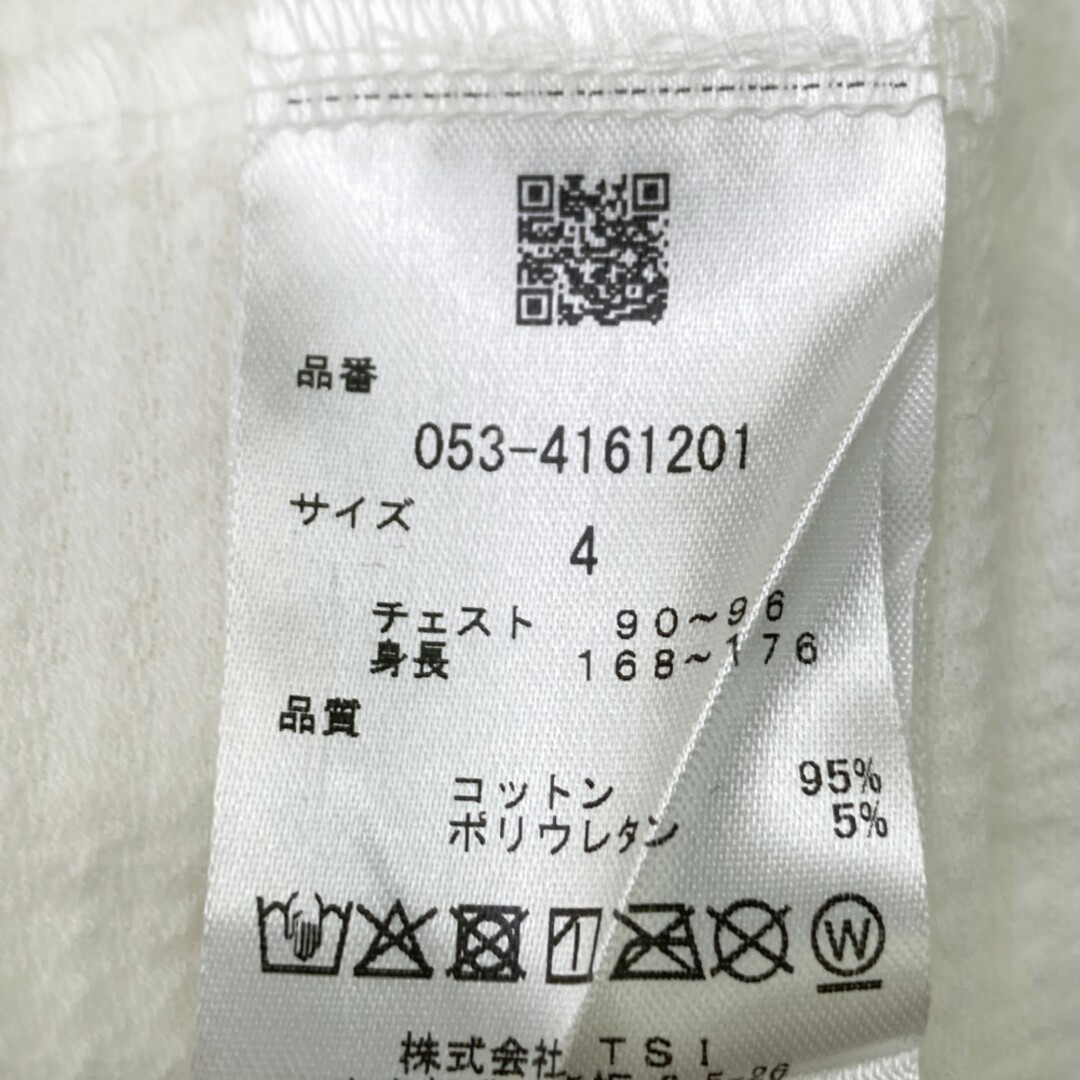 品番
053-4161201
サイズ
4
チェスト 90~96
身長 168~176
品質
コットン 95%
ポリウレタン 5%
W
株式会社 TSI